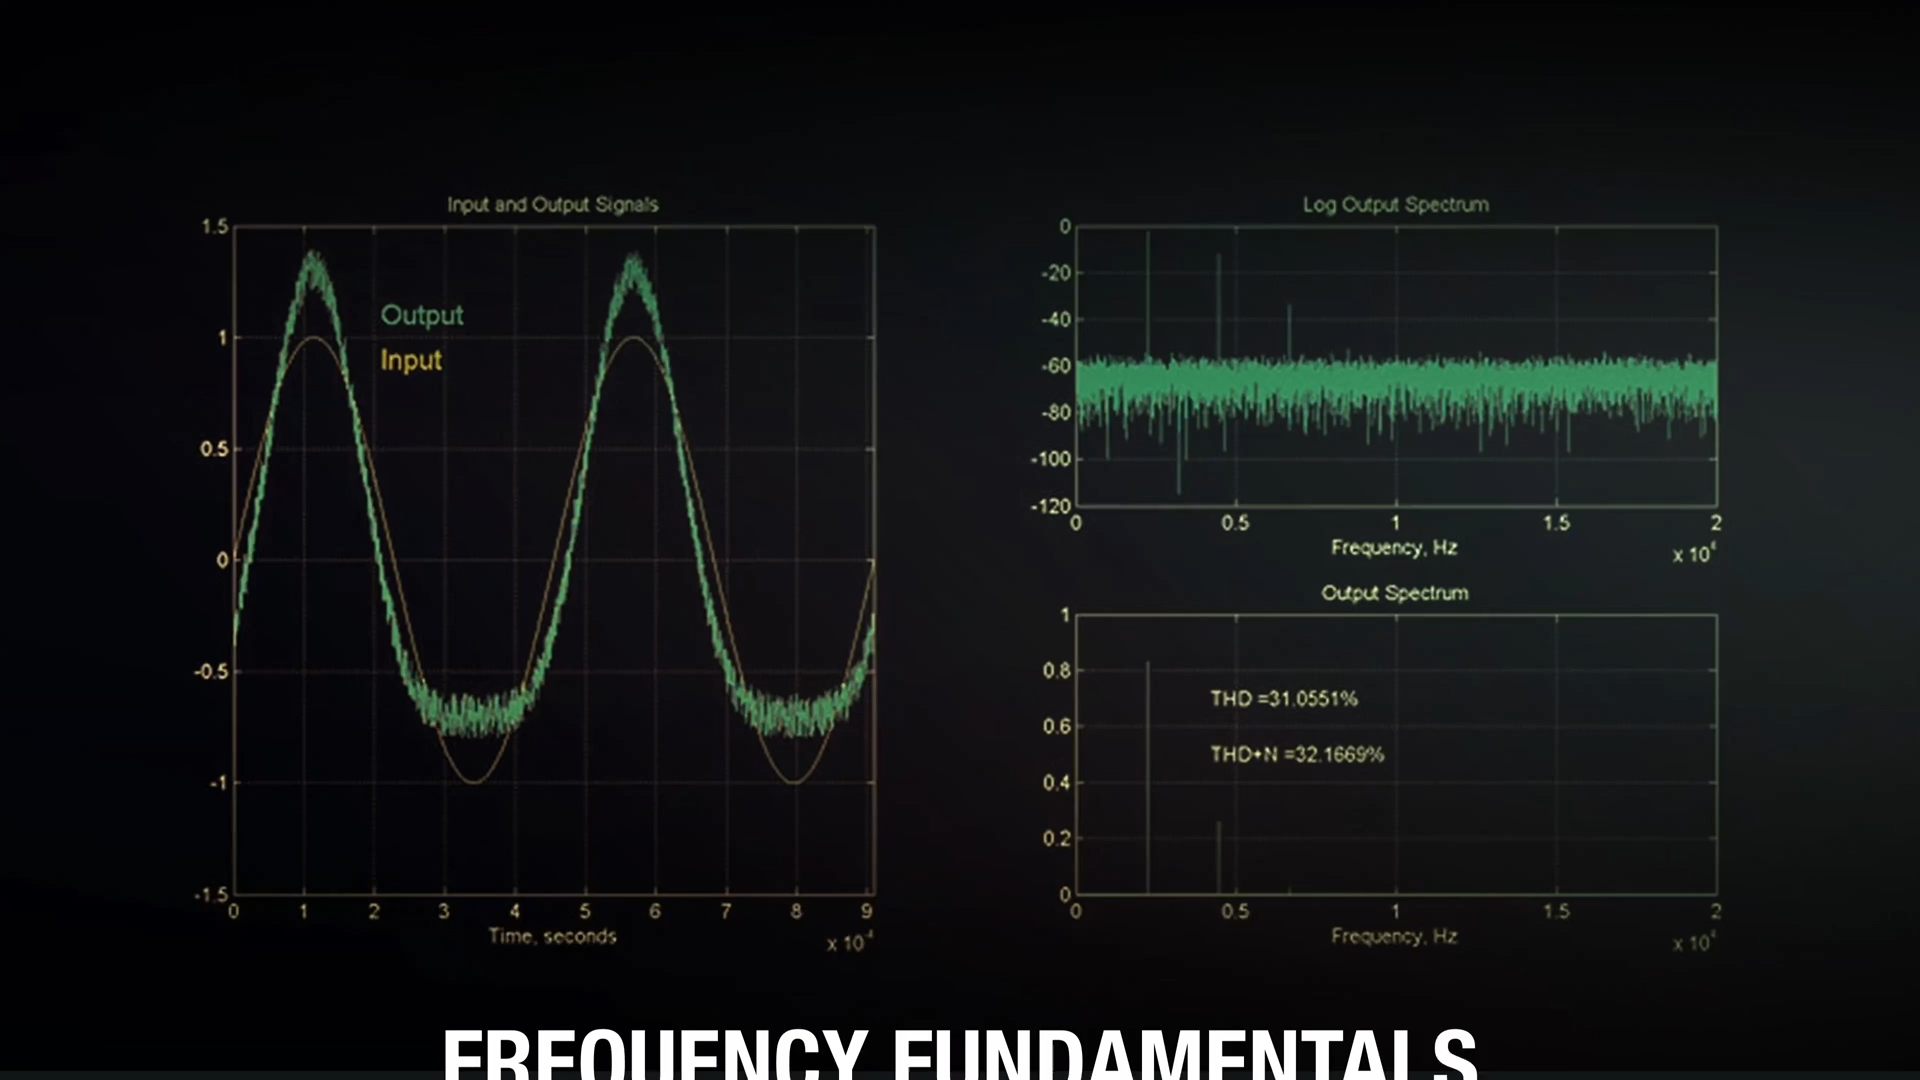 Input and Output Signals
1.5
1
0.5
0
-0.5
-1
-1.5
Output
Input
0 1 2 3 4 5 6 7 8 9
Time, seconds
x 10⁻⁴
Log Output Spectrum
0
-20
-40
-60
-80
-100
-120
0 0.5 1 1.5 2
Frequency, Hz
x 10⁴
Output Spectrum
1
0.8
0.6
0.4
0.2
0
THD =31.0551%
THD+N =32.1669%
0 0.5 1 1.5 2
Frequency, Hz
x 10⁴
FREQUENCY FUNDAMENTALS